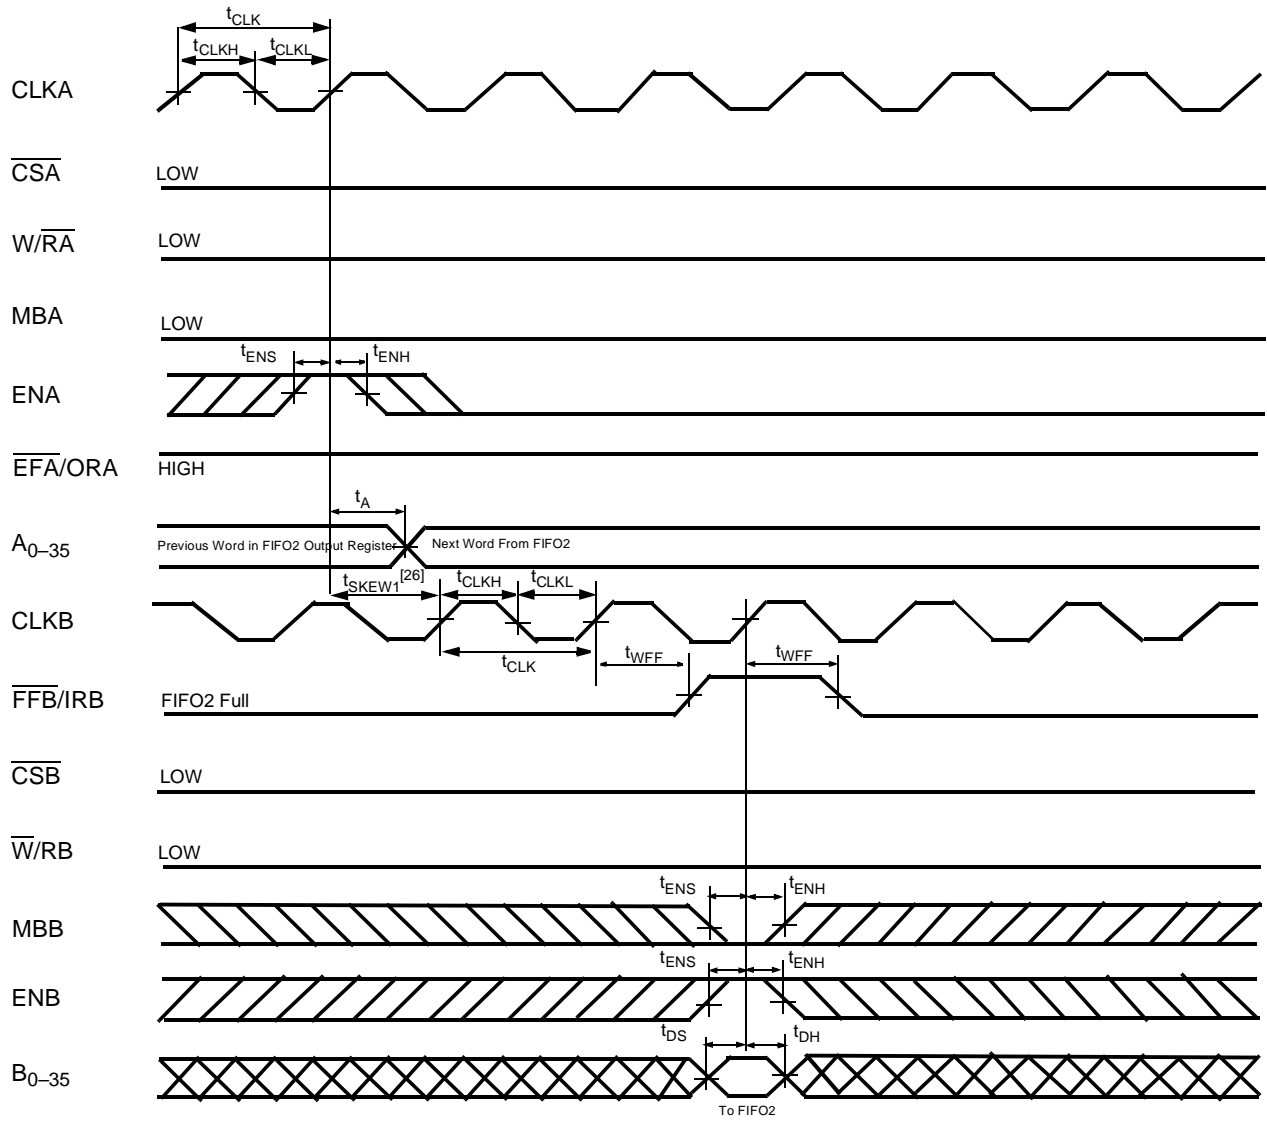 tCLK
tCLKH tCLKL
CLKA
CSA LOW
W/RA LOW
MBA LOW
tENS tENH
ENA
EFA/ORA HIGH
tA
A0–35 Previous Word in FIFO2 Output Register Next Word From FIFO2
tSKEW1[26] tCLKH tCLKL
CLKB
tCLK tWFF tWFF
FFB/IRB FIFO2 Full
CSB LOW
W/RB LOW
tENS tENH
MBB
tENS tENH
ENB
tDS tDH
B0–35
To FIFO2